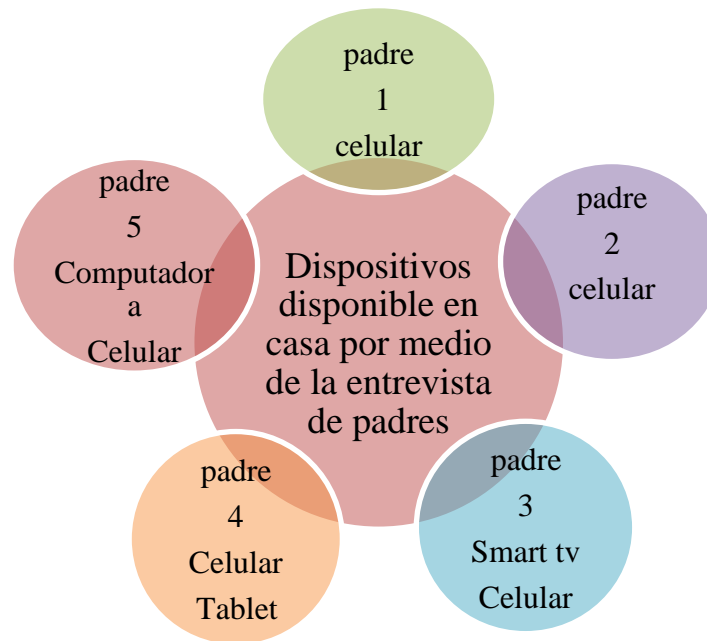 padre
1
celular
padre
2
celular
padre
3
Smart tv
Celular
padre
4
Celular
Tablet
padre
5
Computador
a
Celular
Dispositivos
disponible en
casa por medio
de la entrevista
de padres